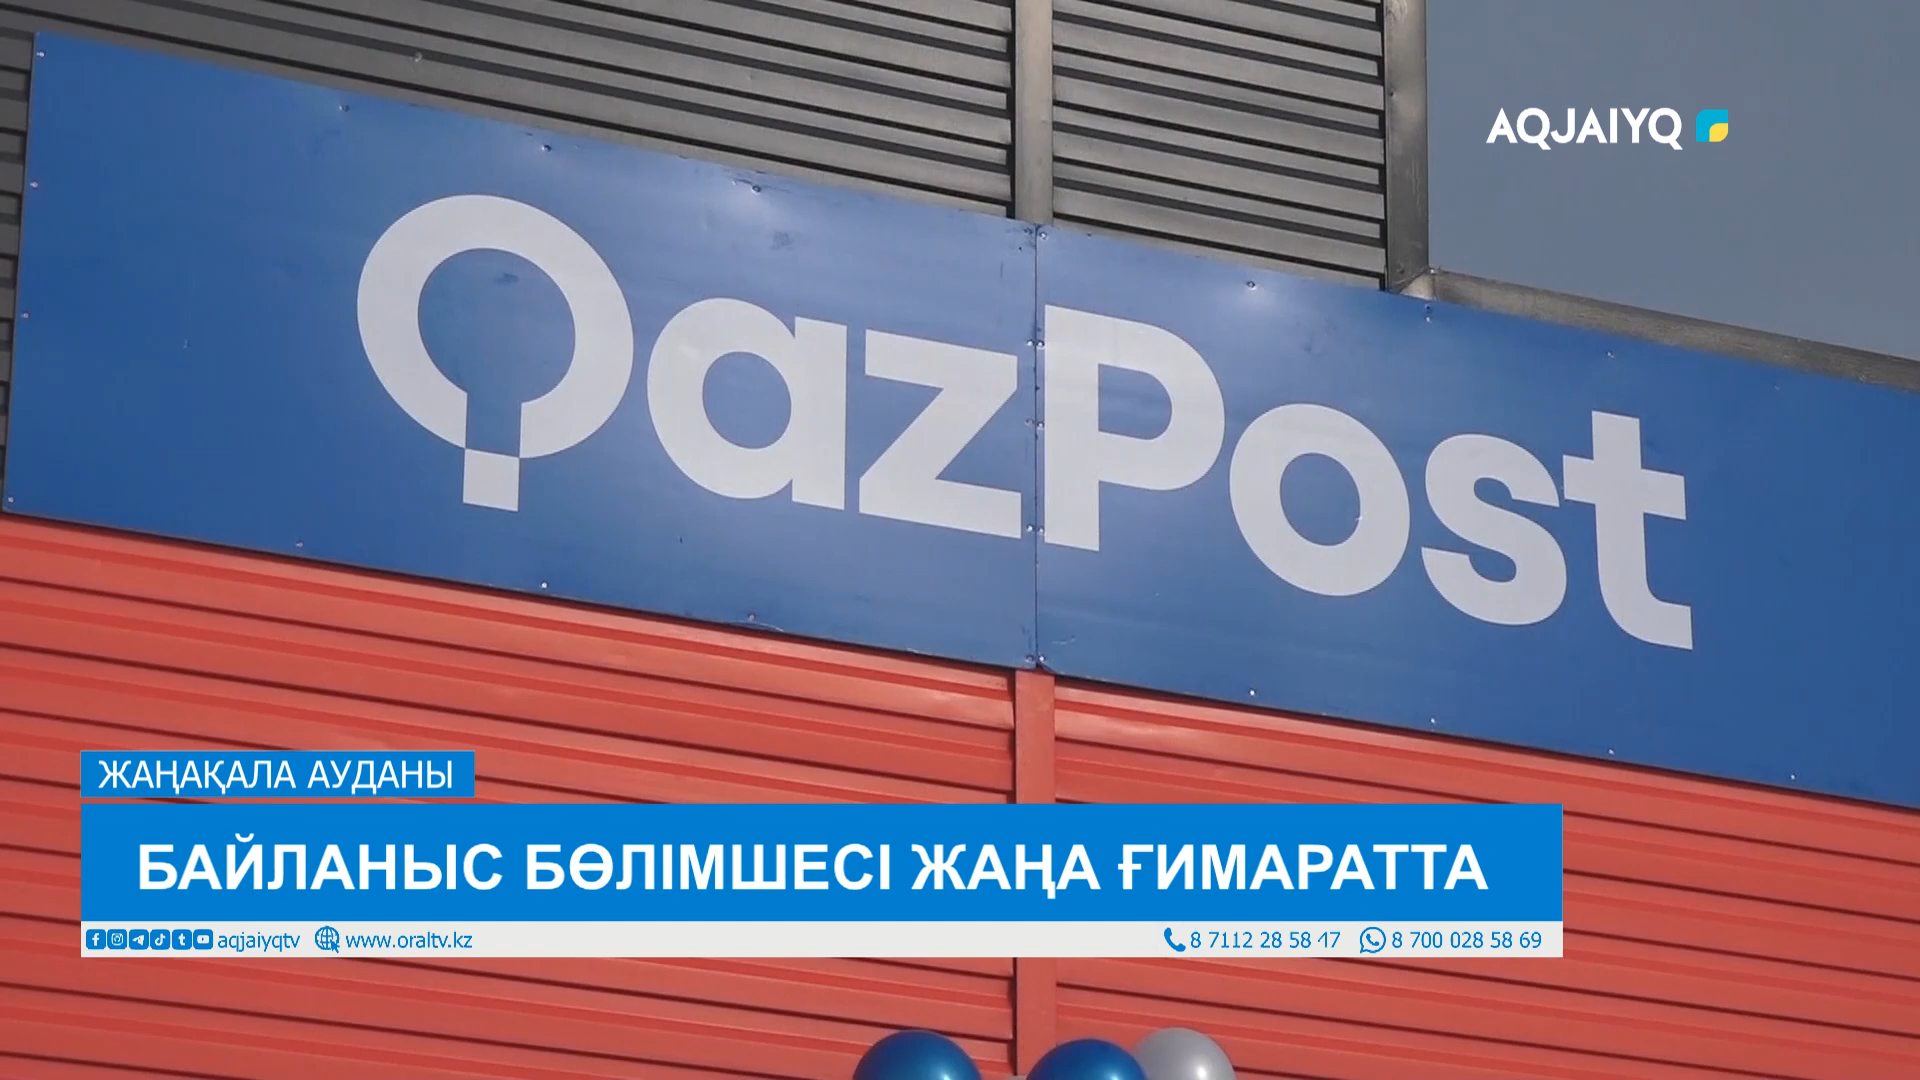 AQJAIYQ
QazPost
ЖАҢАҚАЛА АУДАНЫ
БАЙЛАНЫС БӨЛІМШЕСІ ЖАҢА ҒИМАРАТТА
aqjaiyqtv www.oraltv.kz 8 7112 28 58 47 8 700 028 58 69